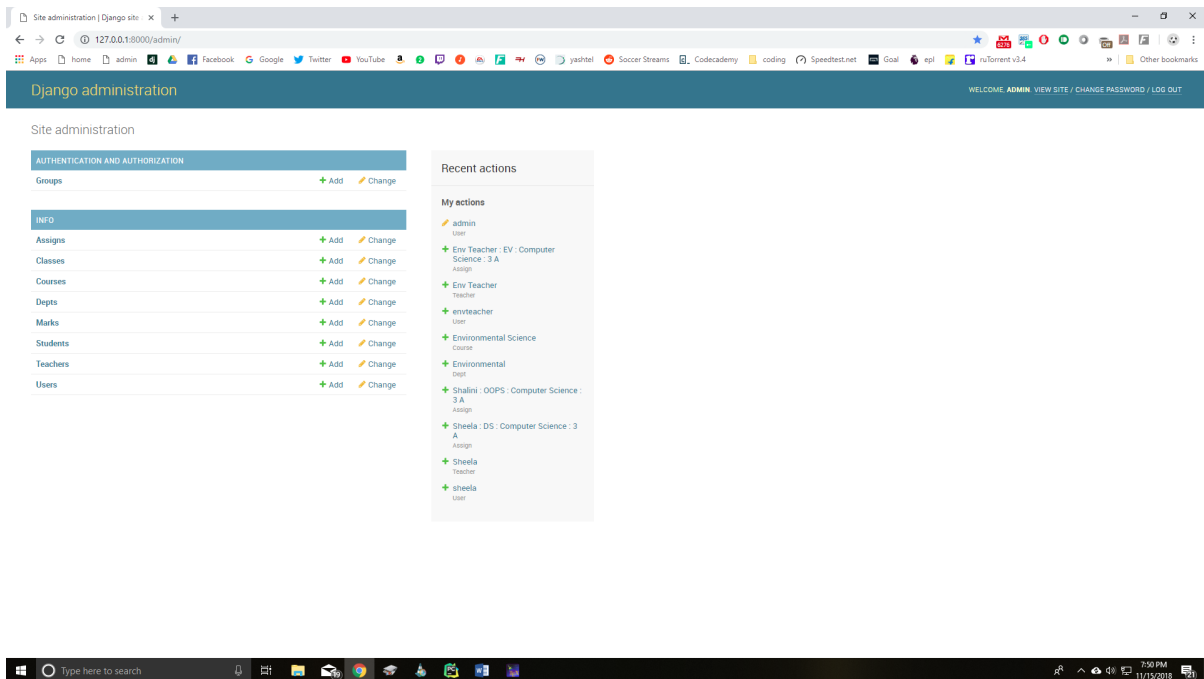 Site administration | Django site
127.0.0.1:8000/admin/
Apps home admin dj Facebook Google Twitter YouTube yashtel Soccer Streams Codecademy coding Speedtest.net Goal epl ruTorrent v3.4 » Other bookmarks
Django administration
WELCOME, ADMIN. VIEW SITE / CHANGE PASSWORD / LOG OUT
Site administration
AUTHENTICATION AND AUTHORIZATION
Groups Add Change
INFO
Assigns Add Change
Classes Add Change
Courses Add Change
Depts Add Change
Marks Add Change
Students Add Change
Teachers Add Change
Users Add Change
Recent actions
My actions
admin
User
Env Teacher : EV : Computer
Science : 3 A
Assign
Env Teacher
Teacher
envteacher
User
Environmental Science
Course
Environmental
Dept
Shalini : OOPS : Computer Science :
3 A
Assign
Sheela : DS : Computer Science : 3
A
Assign
Sheela
Teacher
sheela
User
Type here to search
7:50 PM
11/15/2018